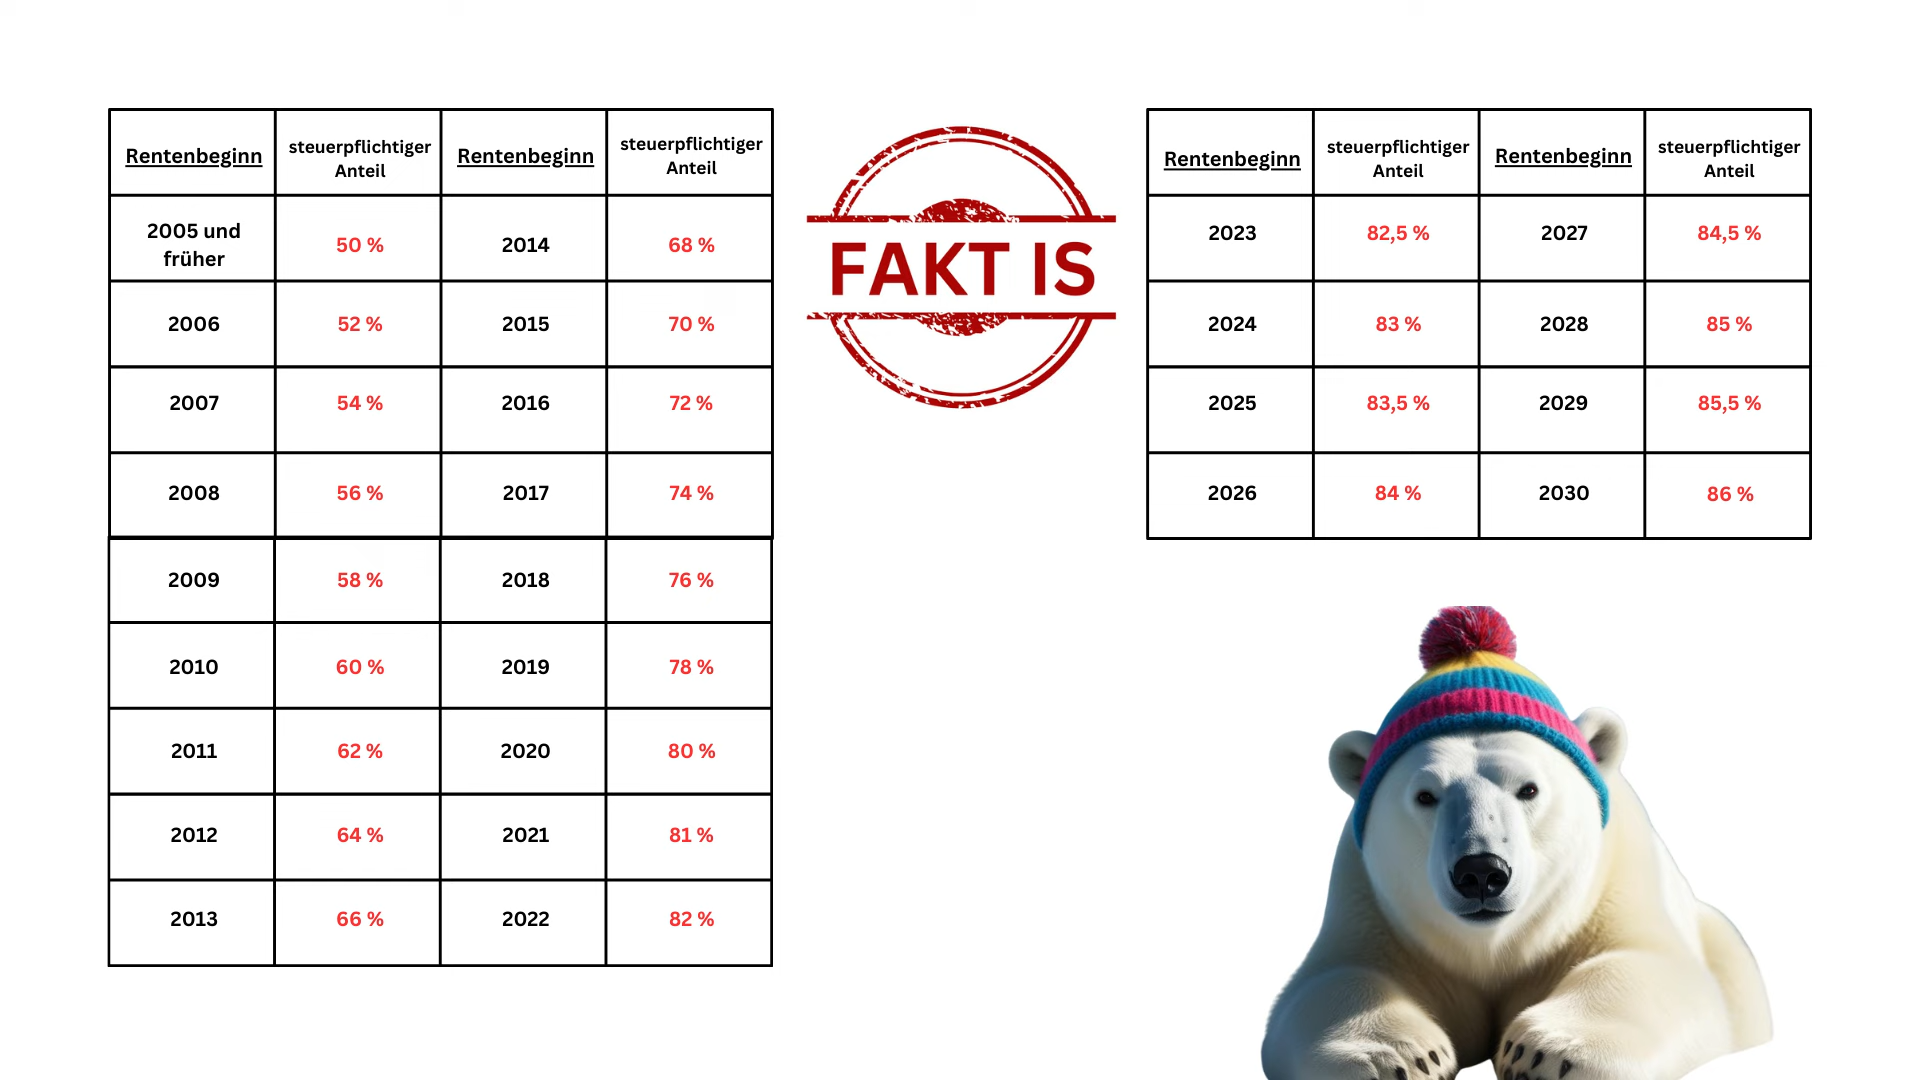 Rentenbeginn steuerpflichtiger Anteil Rentenbeginn steuerpflichtiger Anteil
2005 und früher 50 % 2014 68 %
2006 52 % 2015 70 %
2007 54 % 2016 72 %
2008 56 % 2017 74 %
2009 58 % 2018 76 %
2010 60 % 2019 78 %
2011 62 % 2020 80 %
2012 64 % 2021 81 %
2013 66 % 2022 82 %
FAKT IS
Rentenbeginn steuerpflichtiger Anteil Rentenbeginn steuerpflichtiger Anteil
2023 82,5 % 2027 84,5 %
2024 83 % 2028 85 %
2025 83,5 % 2029 85,5 %
2026 84 % 2030 86 %